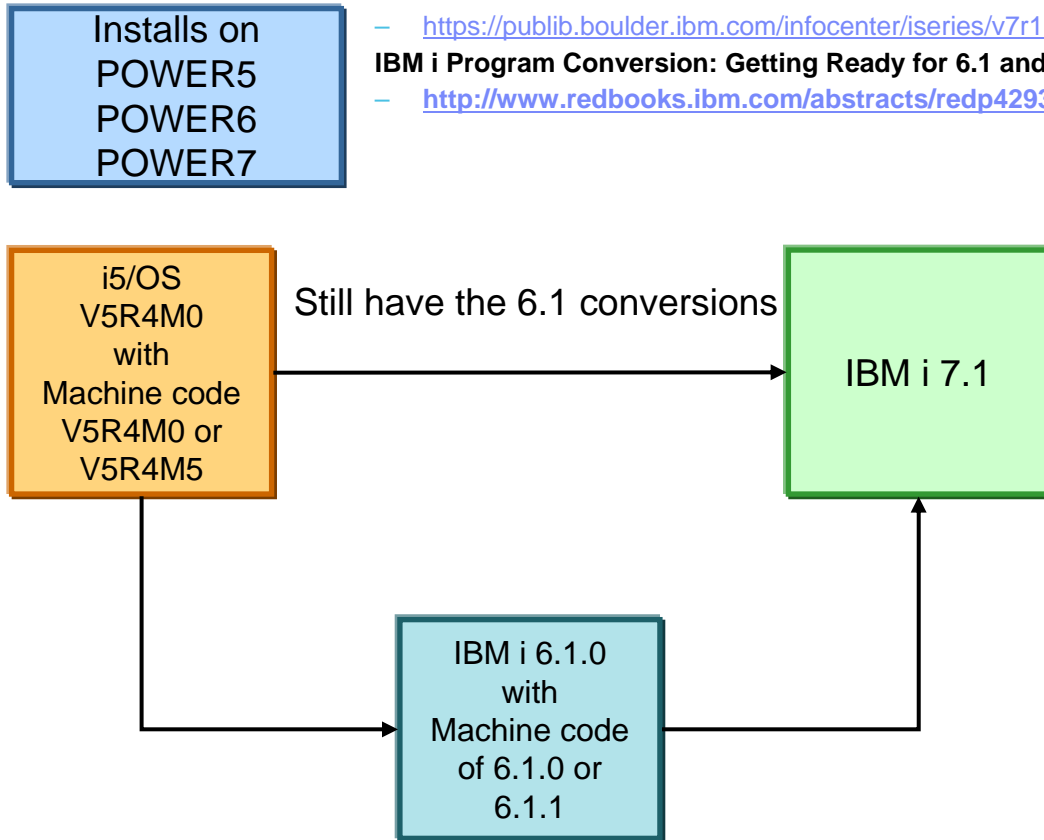 Installs on
POWER5
POWER6
POWER7
– https://publib.boulder.ibm.com/infocenter/iseries/v7r1
IBM i Program Conversion: Getting Ready for 6.1 and
– http://www.redbooks.ibm.com/abstracts/redp4293
i5/OS
V5R4M0
with
Machine code
V5R4M0 or
V5R4M5
Still have the 6.1 conversions
IBM i 7.1
IBM i 6.1.0
with
Machine code
of 6.1.0 or
6.1.1